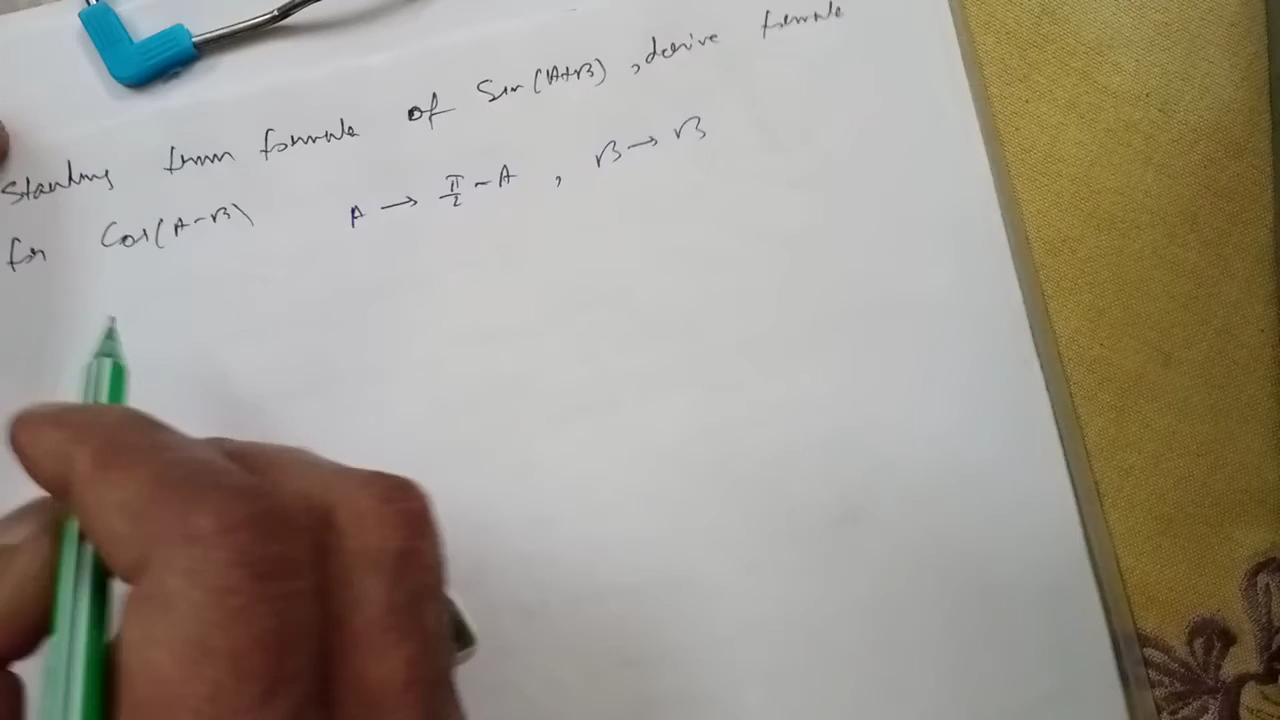 Starting from formula of Sin(A+B), derive formula
for Cos(A-B) A → π/2 - A , B → B